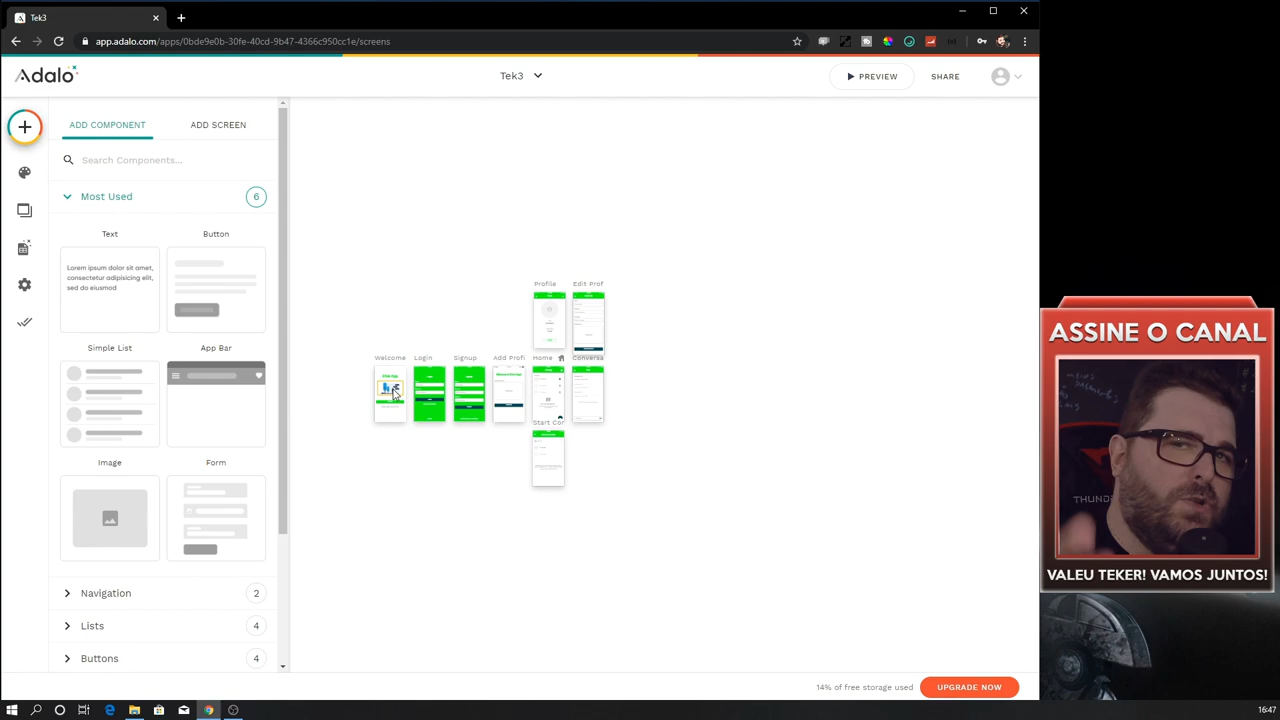 Tek3
app.adalo.com/apps/0bde9e0b-30fe-40cd-9b47-4366c950cc1e/screens
Adalo
Tek3
PREVIEW
SHARE
ADD COMPONENT
ADD SCREEN
Search Components...
Most Used
6
Text
Button
Lorem ipsum dolor sit amet,
consectetur adipisicing elit,
sed do eiusmod
Simple List
App Bar
Image
Form
Navigation
2
Lists
4
Buttons
4
Profile
Edit Prof
Welcome
Login
Signup
Add Profi
Home
Conversa
Start Cor
14% of free storage used
UPGRADE NOW
ASSINE O CANAL
THUND
VALEU TEKER! VAMOS JUNTOS!
16:47